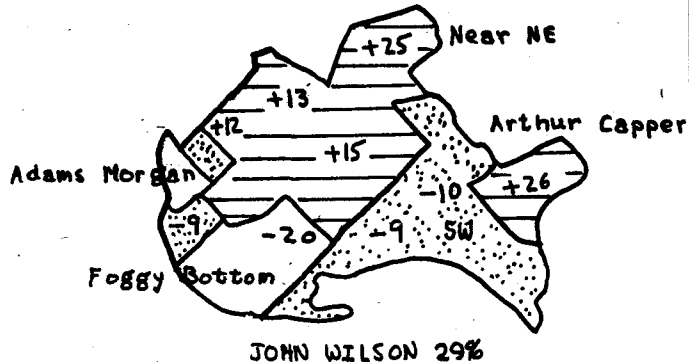 +25 Near NE
+13
+12
Arthur Capper
+15
Adams Morgan
+26
-10
-9
-20 -9 SW
Foggy Bottom
JOHN WILSON 29%